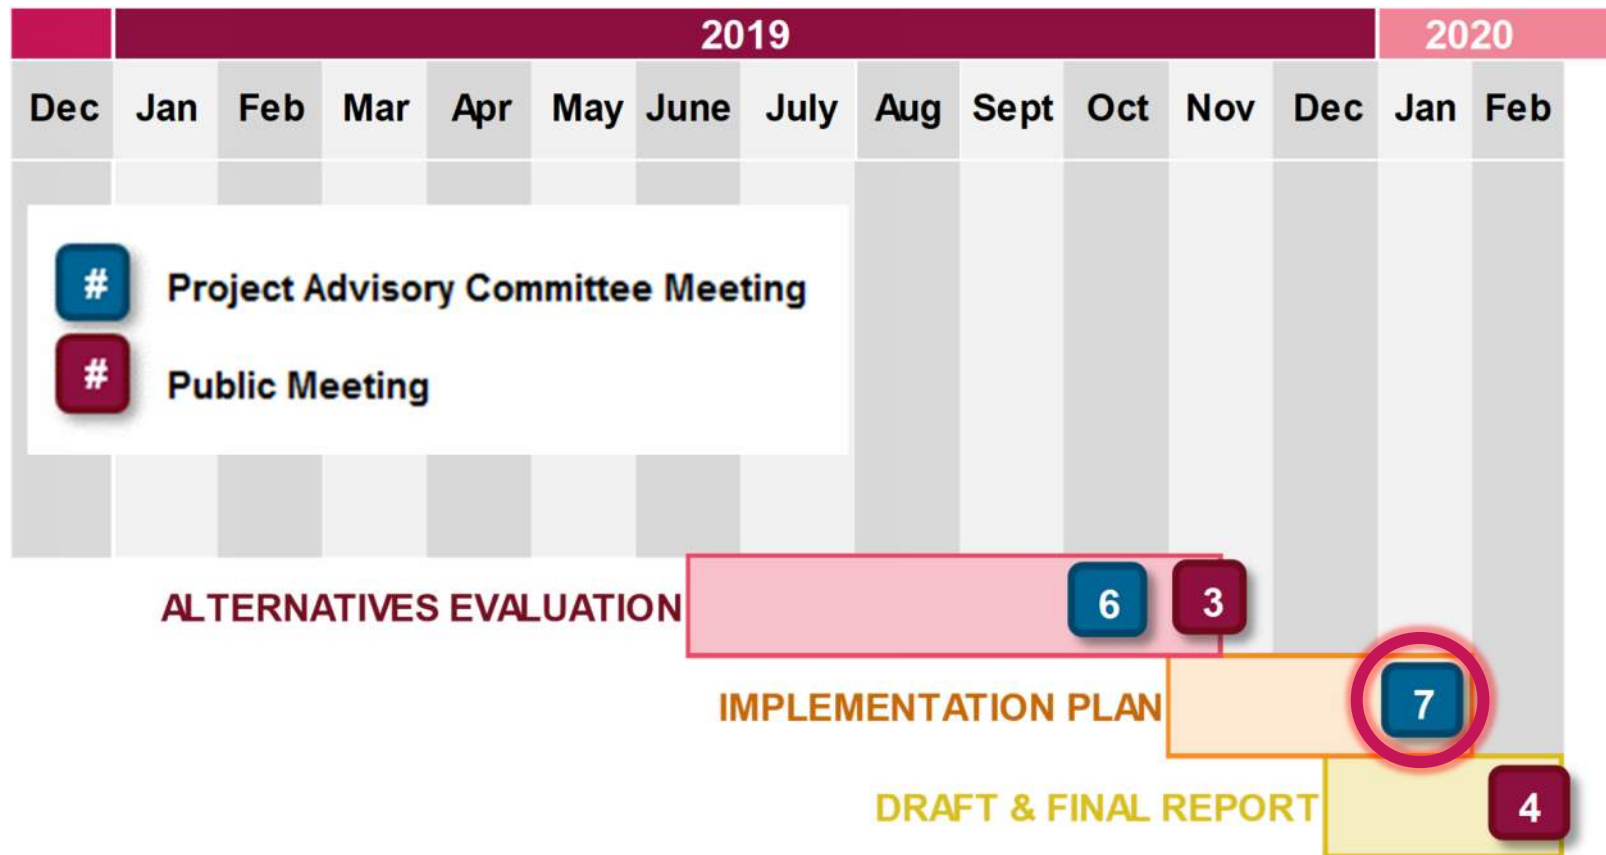 2019 2020
Dec Jan Feb Mar Apr May June July Aug Sept Oct Nov Dec Jan Feb
# Project Advisory Committee Meeting
# Public Meeting
ALTERNATIVES EVALUATION 6 3
IMPLEMENTATION PLAN 7
DRAFT & FINAL REPORT 4